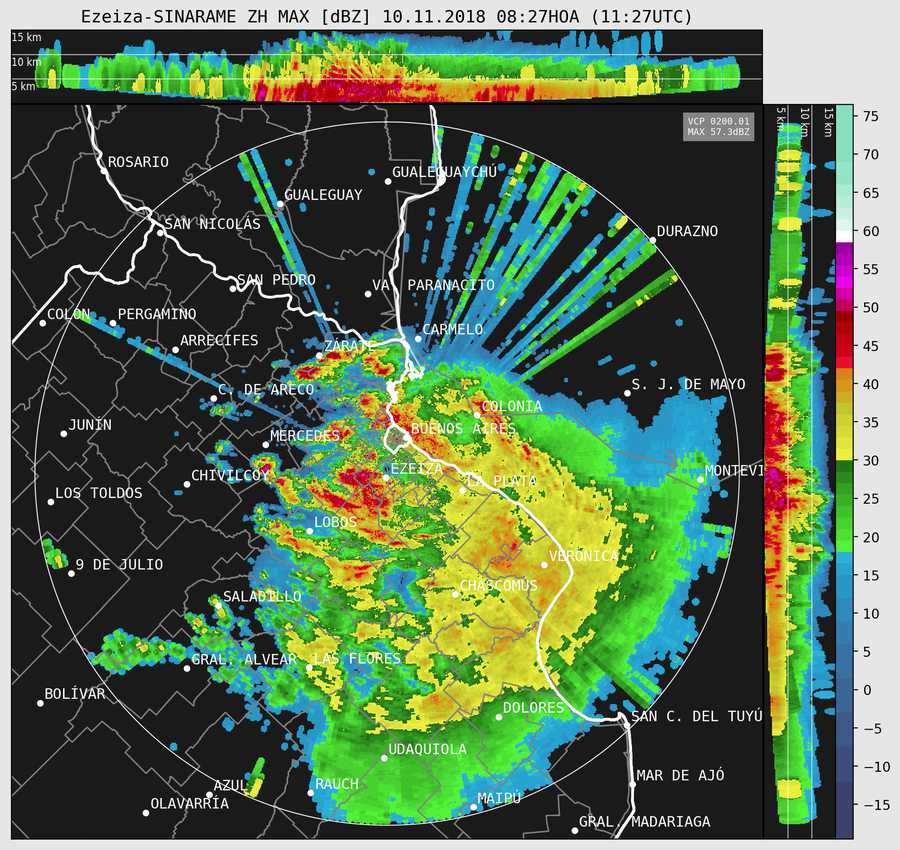 Ezeiza-SINARAME ZH MAX [dBZ] 10.11.2018 08:27HOA (11:27UTC)
15 km
10 km
5 km
5 km
10 km
15 km
VCP 0200.01
MAX 57.3dBZ
75
70
65
60
55
50
45
40
35
30
25
20
15
10
5
0
−5
−10
−15
ROSARIO
GUALEGUAYCHÚ
GUALEGUAY
SAN NICOLÁS
DURAZNO
SAN PEDRO
VA. PARANACITO
COLÓN
PERGAMINO
CARMELO
ARRECIFES
ZÁRATE
C. DE ARECO
S. J. DE MAYO
COLONIA
JUNÍN
MERCEDES
BUENOS AIRES
EZEIZA
MONTEVI
CHIVILCOY
LA PLATA
LOS TOLDOS
LOBOS
VERÓNICA
9 DE JULIO
CHASCOMÚS
SALADILLO
GRAL. ALVEAR
LAS FLORES
BOLÍVAR
DOLORES
SAN C. DEL TUYÚ
UDAQUIOLA
MAR DE AJÓ
AZUL
RAUCH
OLAVARRÍA
MAIPÚ
GRAL. MADARIAGA